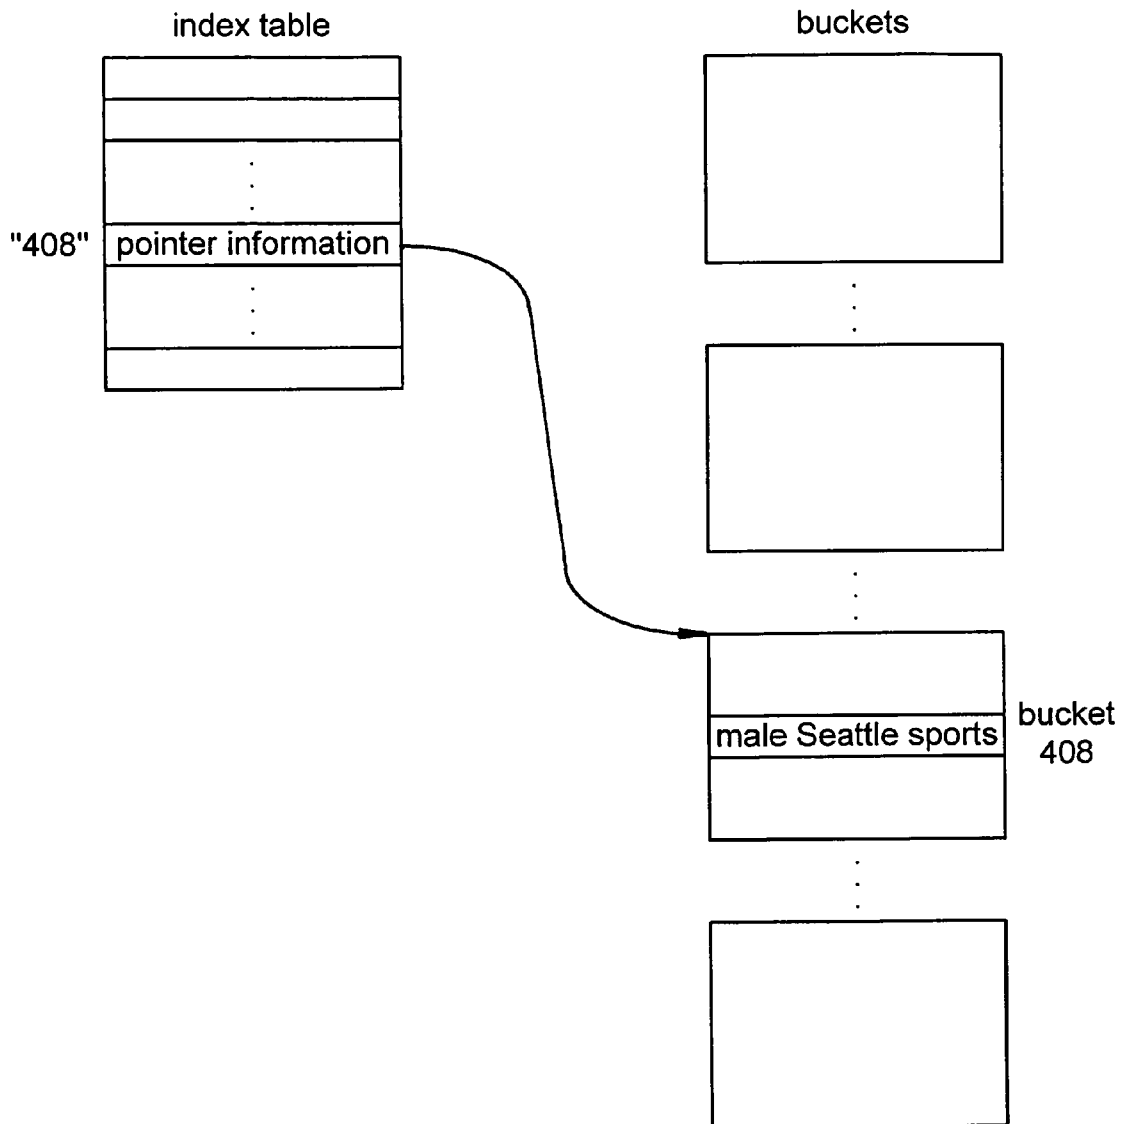 index table
buckets
"408"
pointer information
male Seattle sports
bucket
408